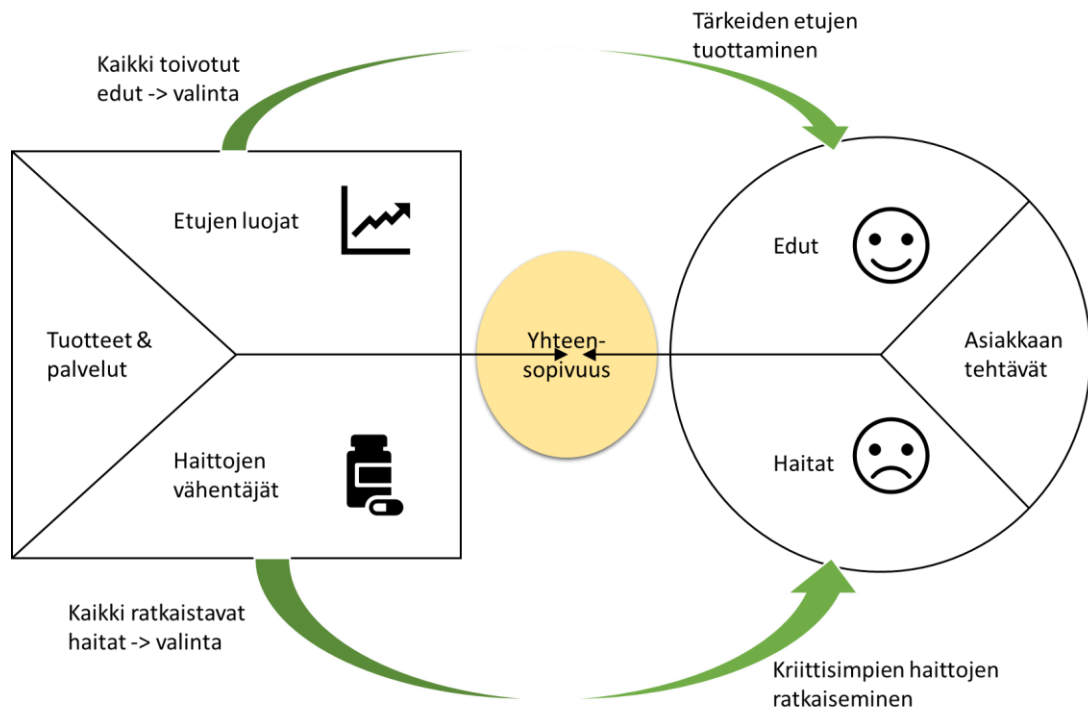 Kaikki toivotut
edut -> valinta
Tärkeiden etujen
tuottaminen
Etujen luojat
Tuotteet &
palvelut
Haittojen
vähentäjät
Yhteen-
sopivuus
Edut
Asiakkaan
tehtävät
Haitat
Kaikki ratkaistavat
haitat -> valinta
Kriittisimpien haittojen
ratkaiseminen